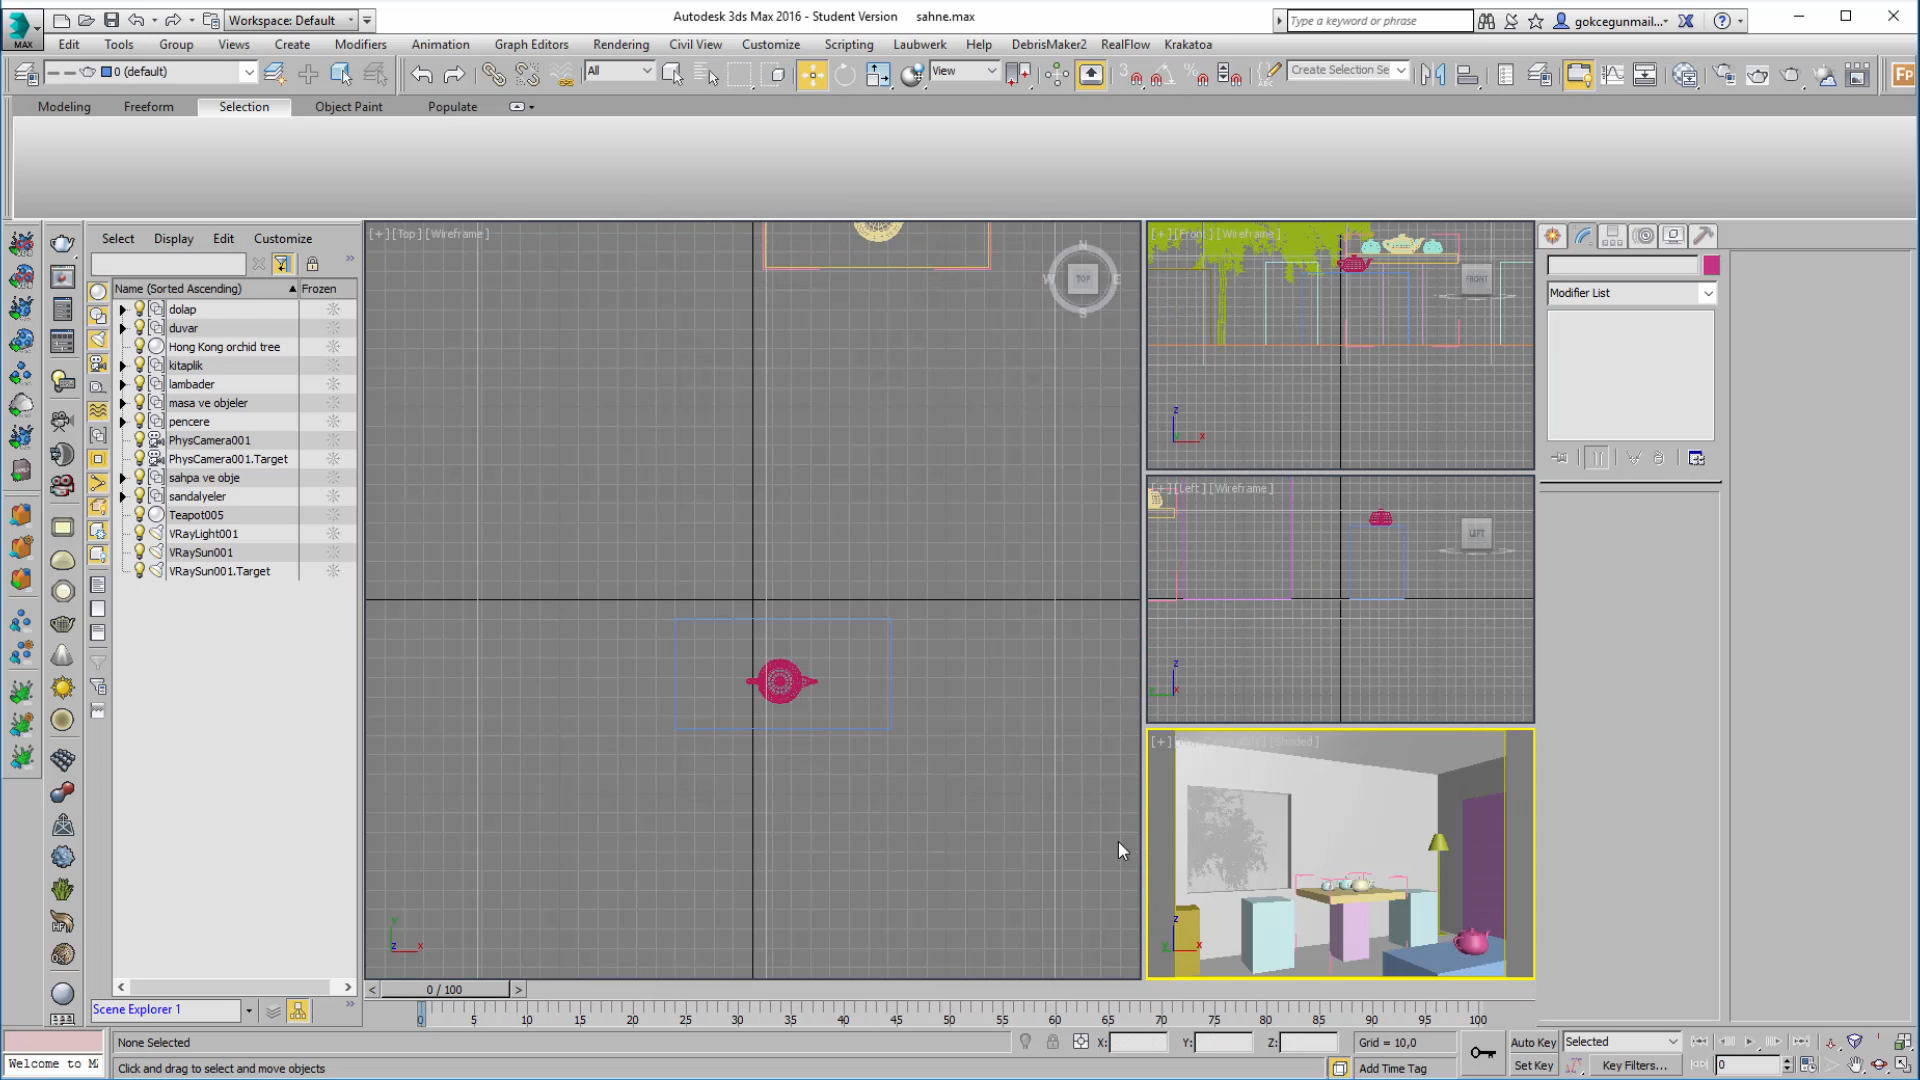 Workspace: Default
Autodesk 3ds Max 2016 - Student Version sahne.max
Type a keyword or phrase
gokcegunmail...
MAX
Edit Tools Group Views Create Modifiers Animation Graph Editors Rendering Civil View Customize Scripting Laubwerk Help DebrisMaker2 RealFlow Krakatoa
0 (default)
All
View
3
Create Selection Se
Fp
Modeling Freeform Selection Object Paint Populate
Select Display Edit Customize
Name (Sorted Ascending) Frozen
dolap
duvar
Hong Kong orchid tree
kitaplik
lambader
masa ve objeler
pencere
PhysCamera001
PhysCamera001.Target
sahpa ve obje
sandalyeler
Teapot005
VRayLight001
VRaySun001
VRaySun001.Target
[+] [Top] [Wireframe]
N
W TOP E
S
[+] [Front] [Wireframe]
FRONT
[+] [Left] [Wireframe]
LEFT
[+] [Shaded]
Modifier List
y
z x
z
x
z
x
z
x
0 / 100
0 5 10 15 20 25 30 35 40 45 50 55 60 65 70 75 80 85 90 95 100
Scene Explorer 1
None Selected
X: Y: Z: Grid = 10,0
Auto Key Selected
Welcome to M
Click and drag to select and move objects
Add Time Tag
Set Key Key Filters...
0